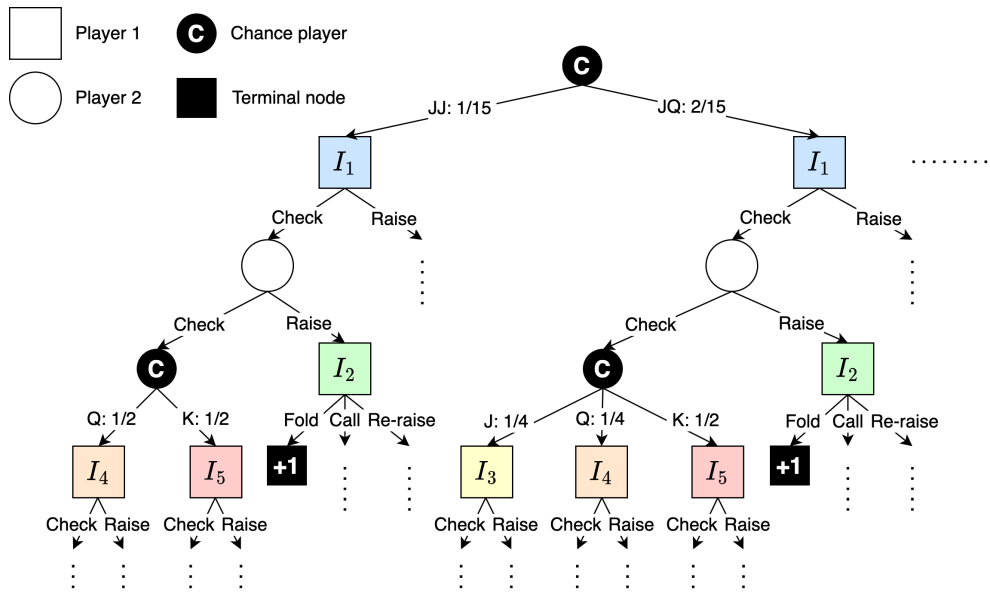 Player 1
C Chance player
Player 2
Terminal node
C
JJ: 1/15 JQ: 2/15
I₁ I₁ ........
Check Raise Check Raise
Check Raise Check Raise
C I₂ C I₂
Q: 1/2 K: 1/2 Fold Call Re-raise J: 1/4 Q: 1/4 K: 1/2 Fold Call Re-raise
I₄ I₅ +1 I₃ I₄ I₅ +1
Check Raise Check Raise Check Raise Check Raise Check Raise